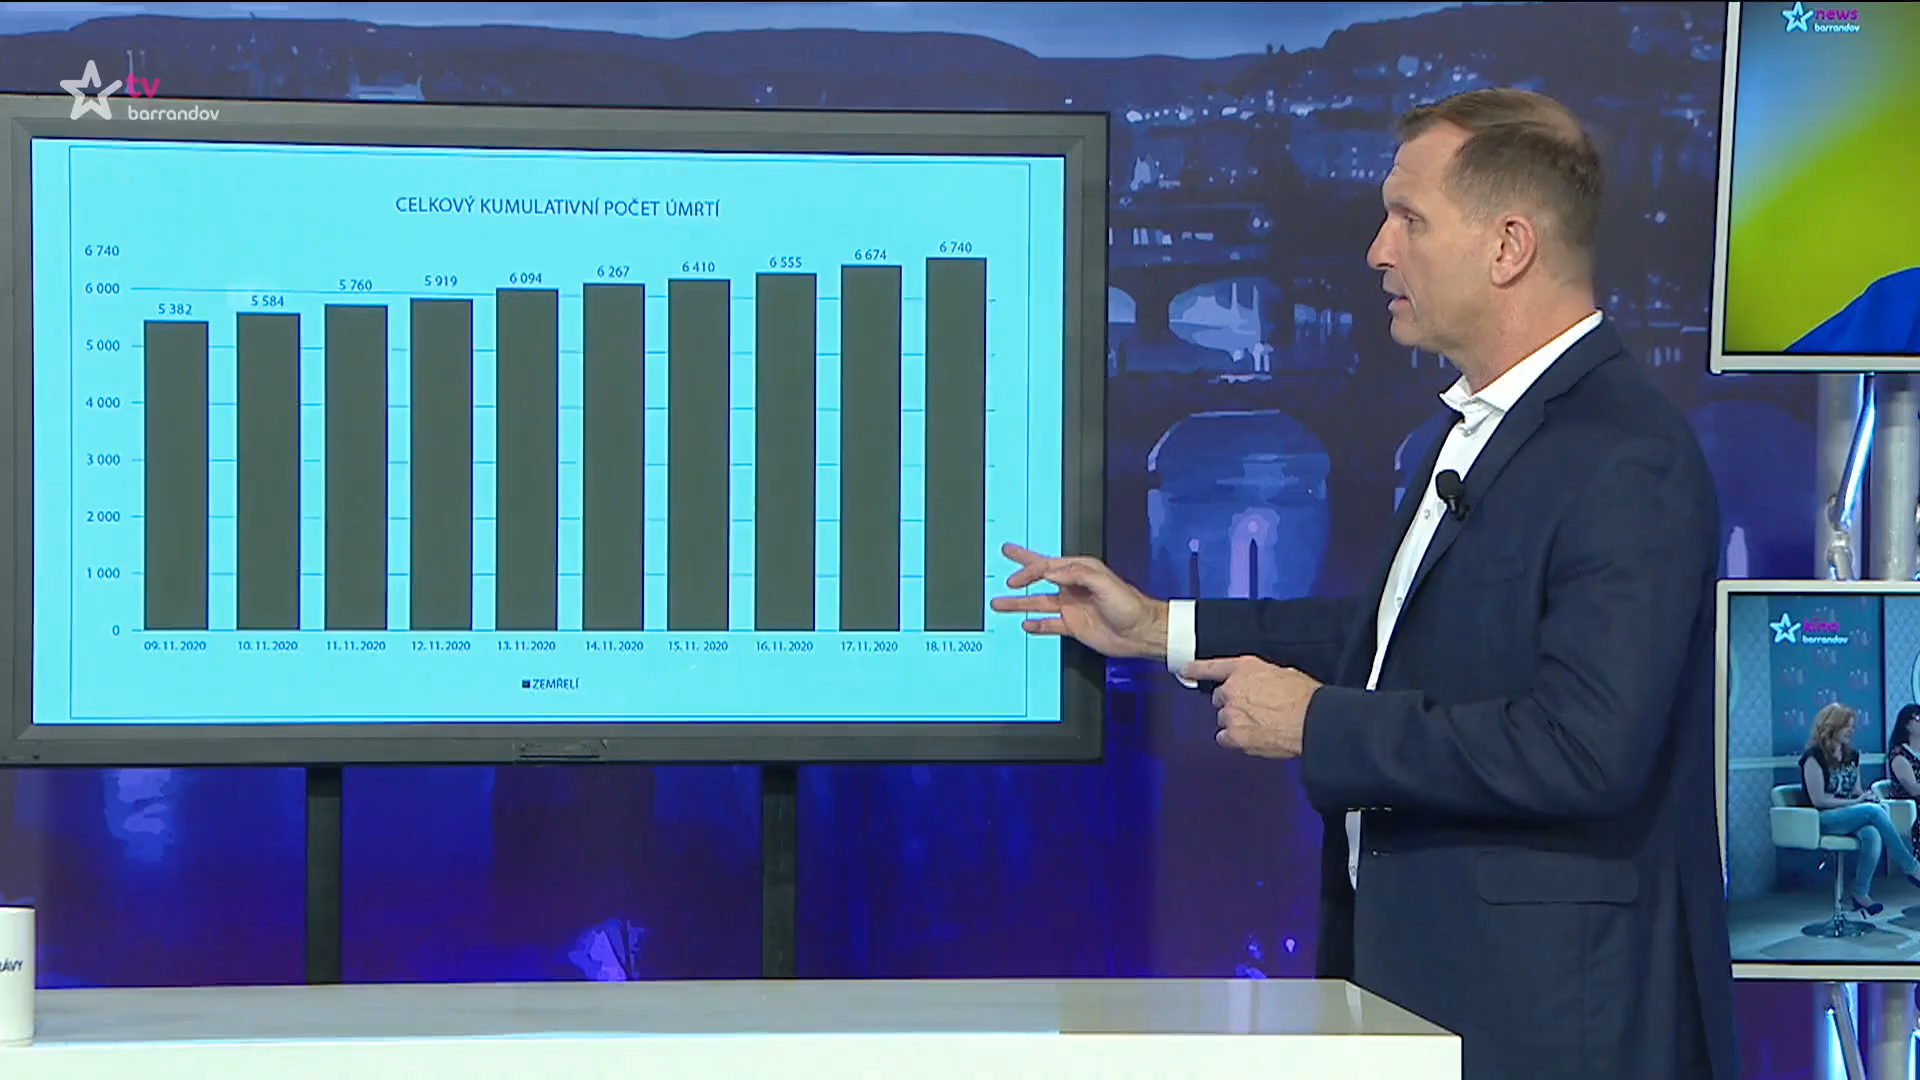 tv
barrandov
news
barrandov
CELKOVÝ KUMULATIVNÍ POČET ÚMRTÍ
6 740
6 000
5 000
4 000
3 000
2 000
1 000
0
5 382
5 584
5 760
5 919
6 094
6 267
6 410
6 555
6 674
6 740
09. 11. 2020
10. 11. 2020
11. 11. 2020
12. 11. 2020
13. 11. 2020
14. 11. 2020
15. 11. 2020
16. 11. 2020
17. 11. 2020
18. 11. 2020
ZEMŘELÍ
kino
barrandov